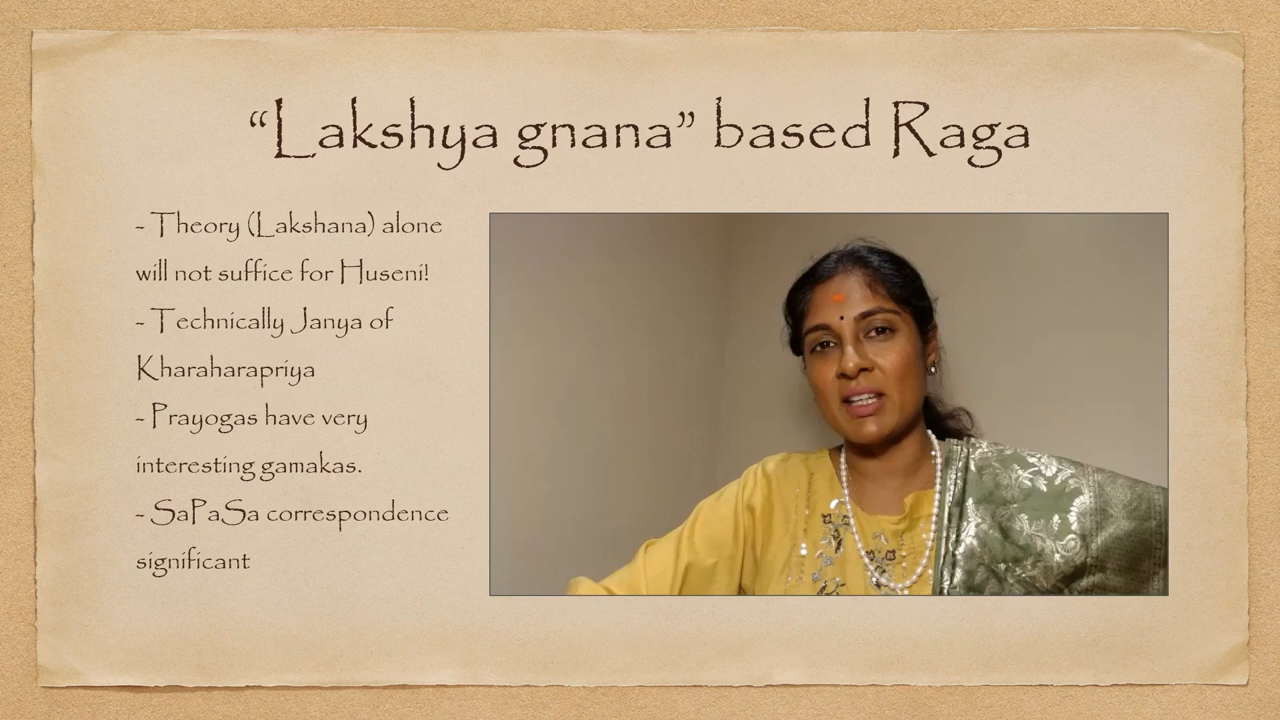 “Lakshya gnana” based Raga
- Theory (Lakshana) alone
will not suffice for Huseni!
- Technically Janya of
Kharaharapriya
- Prayogas have very
interesting gamakas.
- SaPaSa correspondence
significant